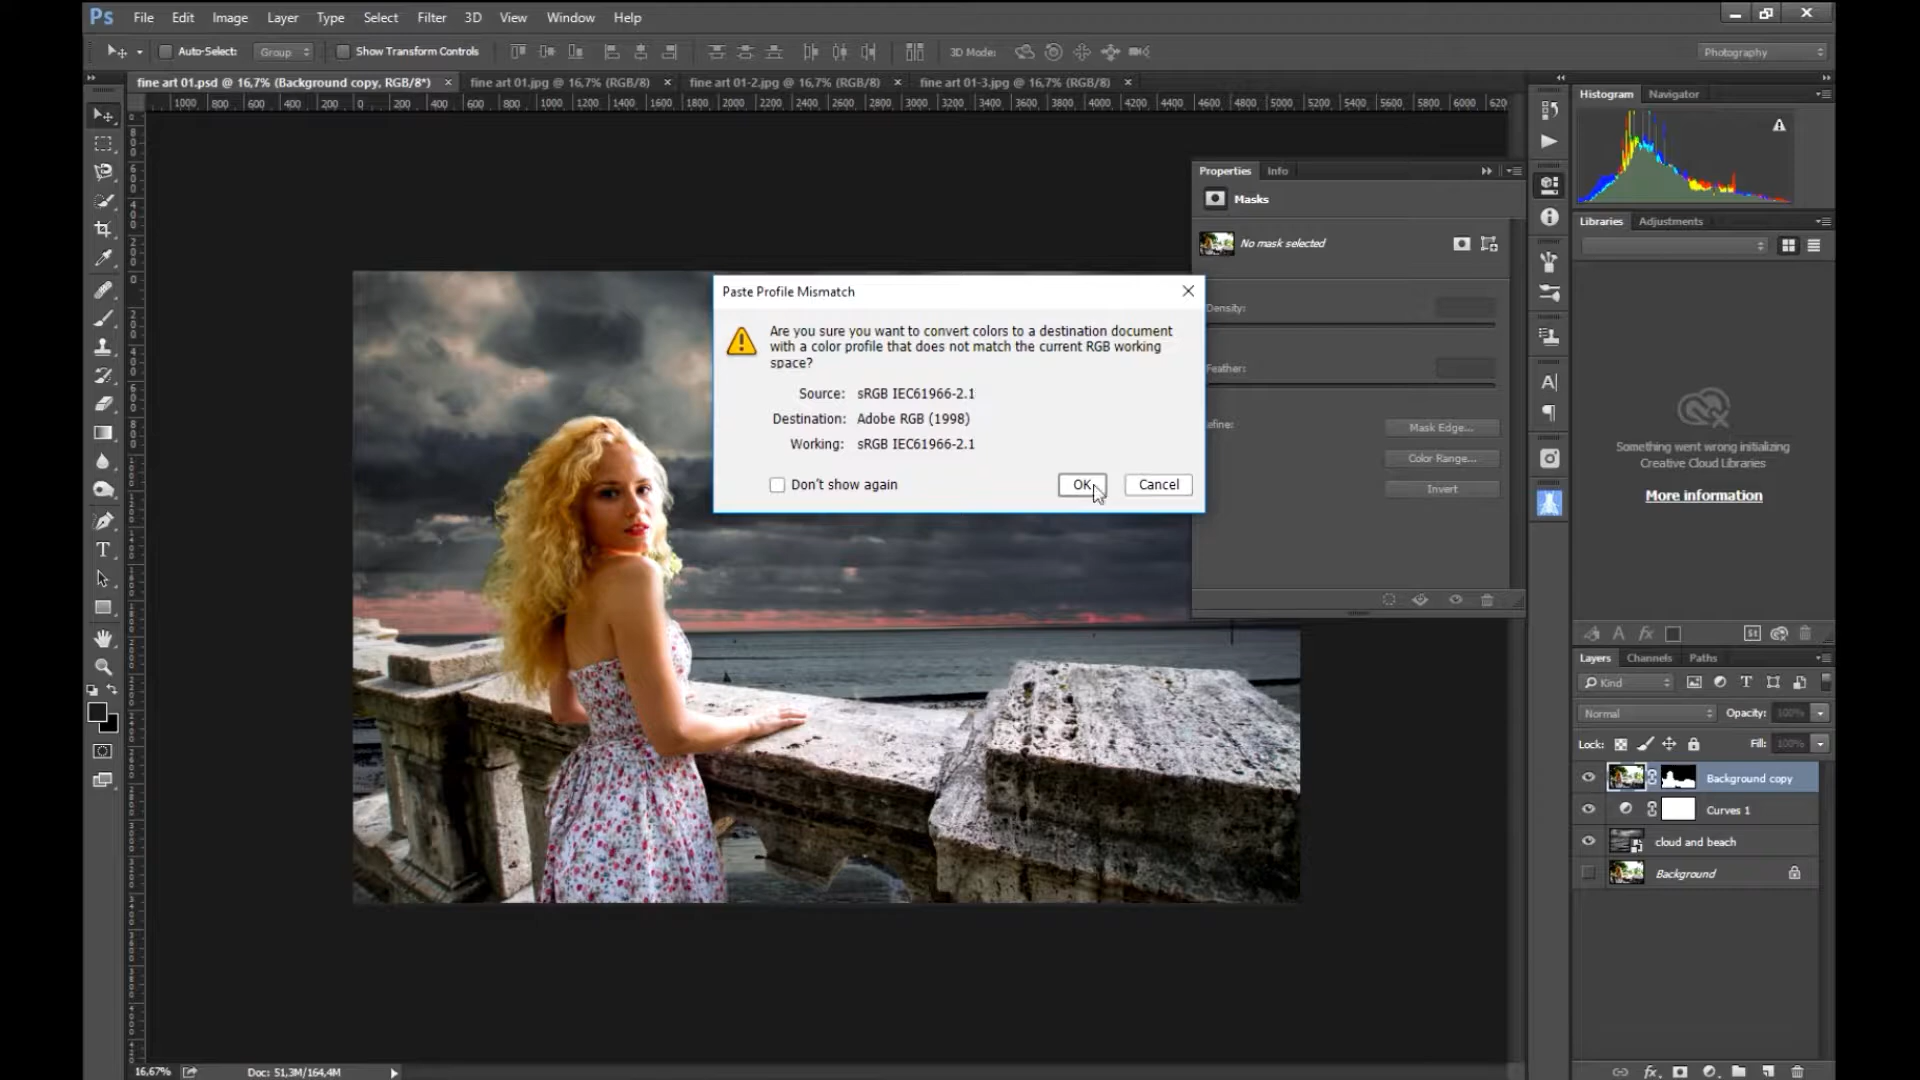 Ps File Edit Image Layer Type Select Filter 3D View Window Help
Auto-Select: Group Show Transform Controls 3D Mode: Photography
fine art 01.psd @ 16,7% (Background copy, RGB/8*) × fine art 01.jpg @ 16,7% (RGB/8) × fine art 01-2.jpg @ 16,7% (RGB/8) × fine art 01-3.jpg @ 16,7% (RGB/8) ×
1000 800 600 400 200 0 200 400 600 800 1000 1200 1400 1600 1800 2000 2200 2400 2600 2800 3000 3200 3400 3600 3800 4000 4200 4400 4600 4800 5000 5200 5400 5600 5800 6000 620
Histogram Navigator
Properties Info
Masks
No mask selected
Density:
Feather:
efine:
Mask Edge...
Color Range...
Invert
Paste Profile Mismatch
Are you sure you want to convert colors to a destination document
with a color profile that does not match the current RGB working
space?
Source: sRGB IEC61966-2.1
Destination: Adobe RGB (1998)
Working: sRGB IEC61966-2.1
Don't show again OK Cancel
Libraries Adjustments
Something went wrong initializing
Creative Cloud Libraries
More information
Layers Channels Paths
Kind
Normal Opacity: 100%
Lock: Fill: 100%
Background copy
Curves 1
cloud and beach
Background
16,67% Doc: 51,3M/164,4M